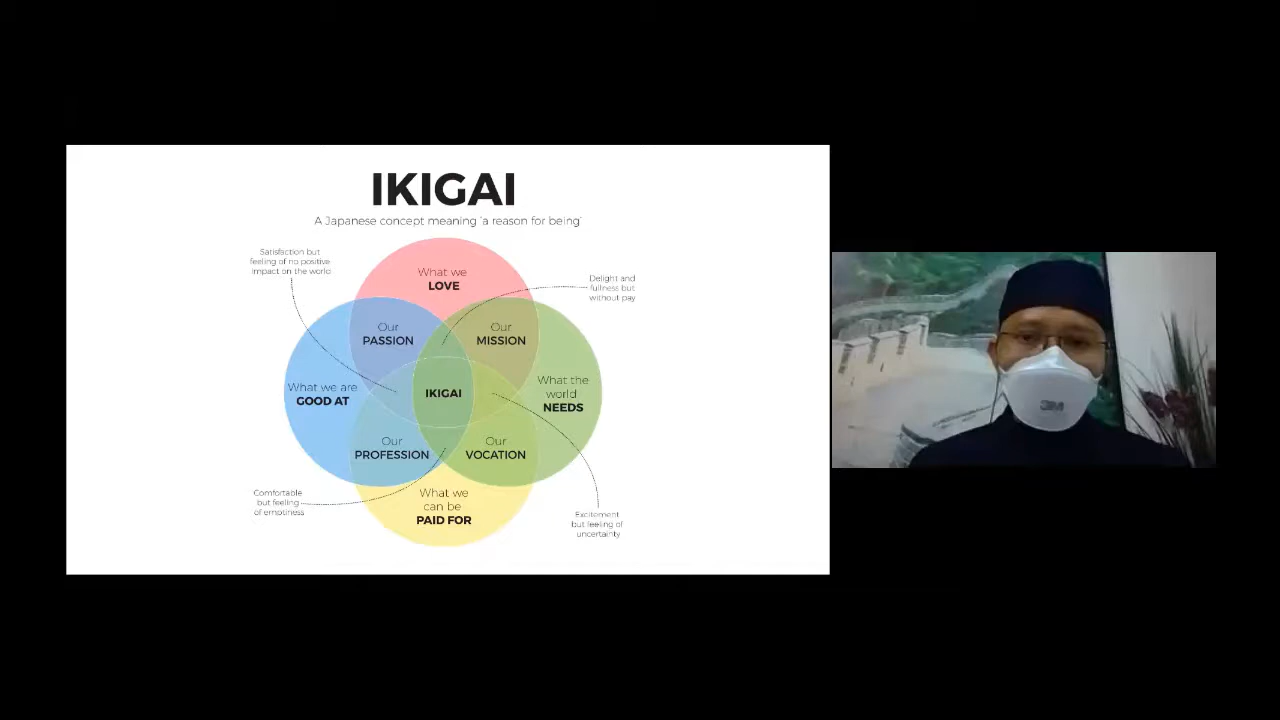 IKIGAI
A Japanese concept meaning 'a reason for being'
Satisfaction but
feeling of no positive
impact on the world
What we
LOVE
Delight and
fullness but
without pay
Our
PASSION
Our
MISSION
What we are
GOOD AT
IKIGAI
What the
world
NEEDS
Our
PROFESSION
Our
VOCATION
Comfortable
but feeling
of emptiness
What we
can be
PAID FOR
Excitement
but feeling of
uncertainty
3M